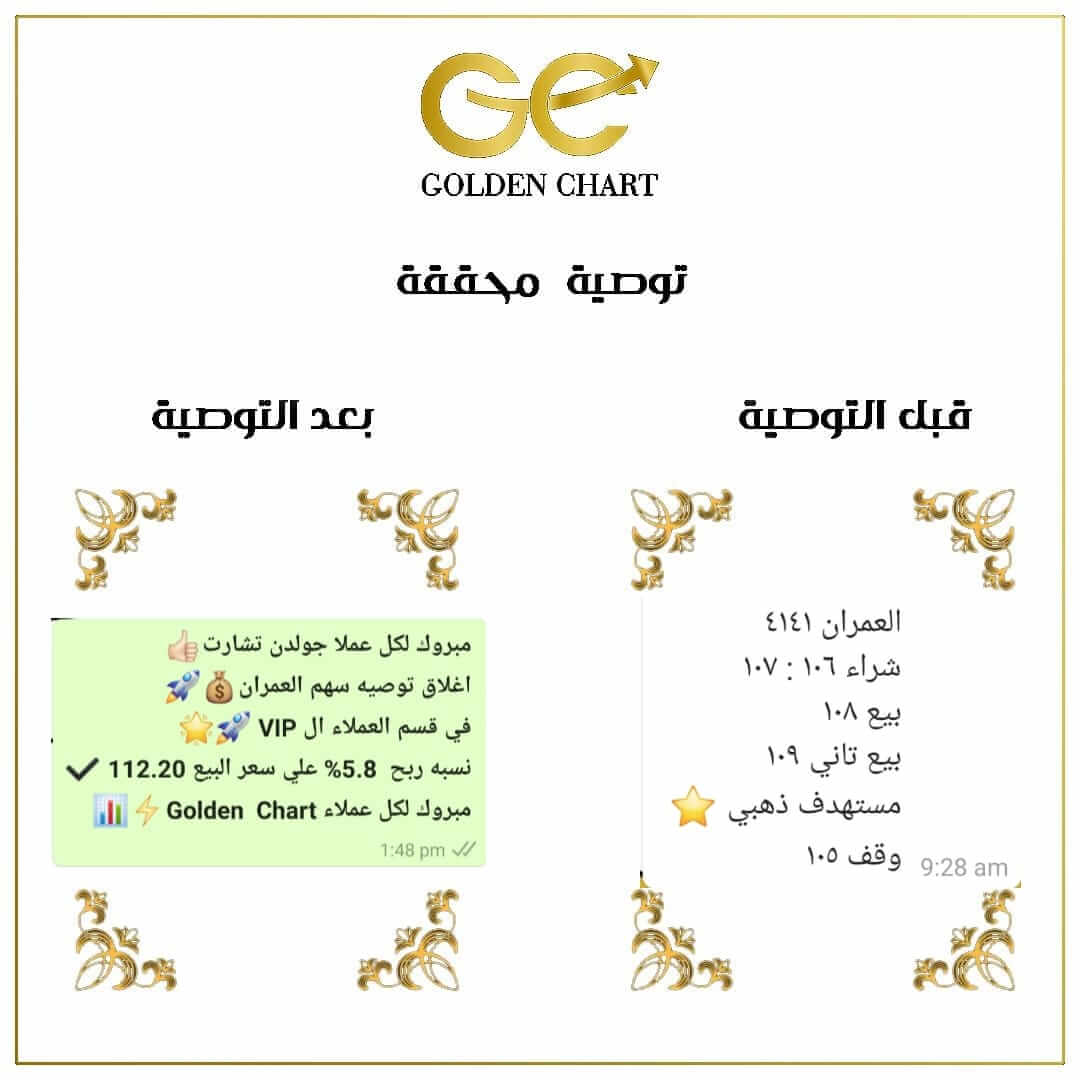 GC
GOLDEN CHART
توصية محققة
قبل التوصية
العمران ٤١٤١
شراء ١٠٦ : ١٠٧
بيع ١٠٨
بيع تاني ١٠٩
مستهدف ذهبي ⭐
وقف ١٠٥
9:28 am
بعد التوصية
مبروك لكل عملا جولدن تشارت👍🏻
اغلاق توصيه سهم العمران💰🚀
في قسم العملاء ال VIP 🚀🌟
نسبه ربح 5.8% علي سعر البيع 112.20 ✔
مبروك لكل عملاء Golden Chart⚡📊
1:48 pm